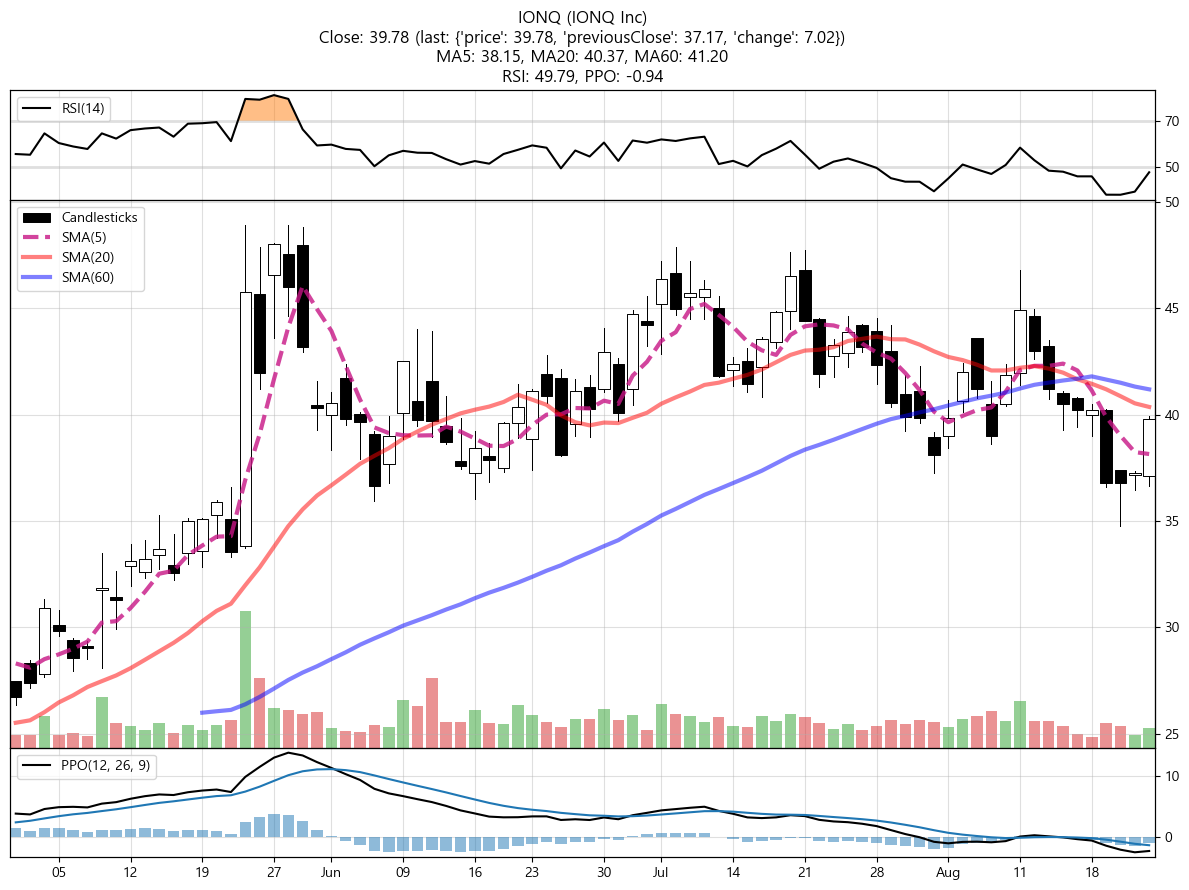 IONQ (IONQ Inc)
Close: 39.78 (last: {'price': 39.78, 'previousClose': 37.17, 'change': 7.02})
MA5: 38.15, MA20: 40.37, MA60: 41.20
RSI: 49.79, PPO: -0.94
RSI(14)
70
50
50
Candlesticks
SMA(5)
SMA(20)
SMA(60)
45
40
35
30
25
PPO(12, 26, 9)
10
0
05 12 19 27 Jun 09 16 23 30 Jul 14 21 28 Aug 11 18